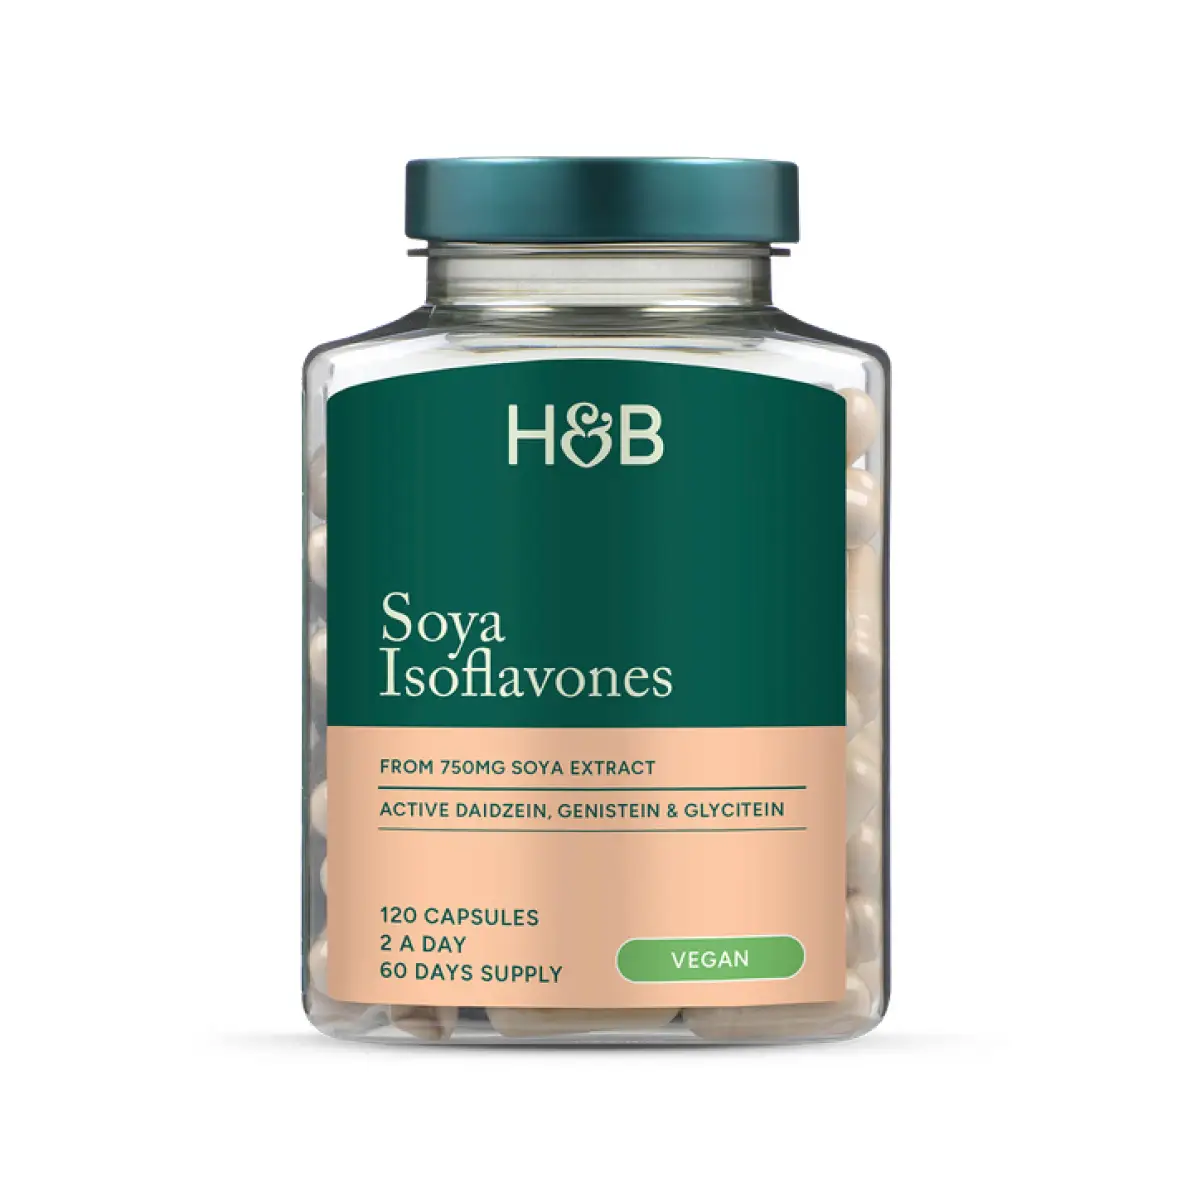 H&B
Soya
Isoflavones
FROM 750MG SOYA EXTRACT
ACTIVE DAIDZEIN, GENISTEIN & GLYCITEIN
120 CAPSULES
2 A DAY
60 DAYS SUPPLY
VEGAN